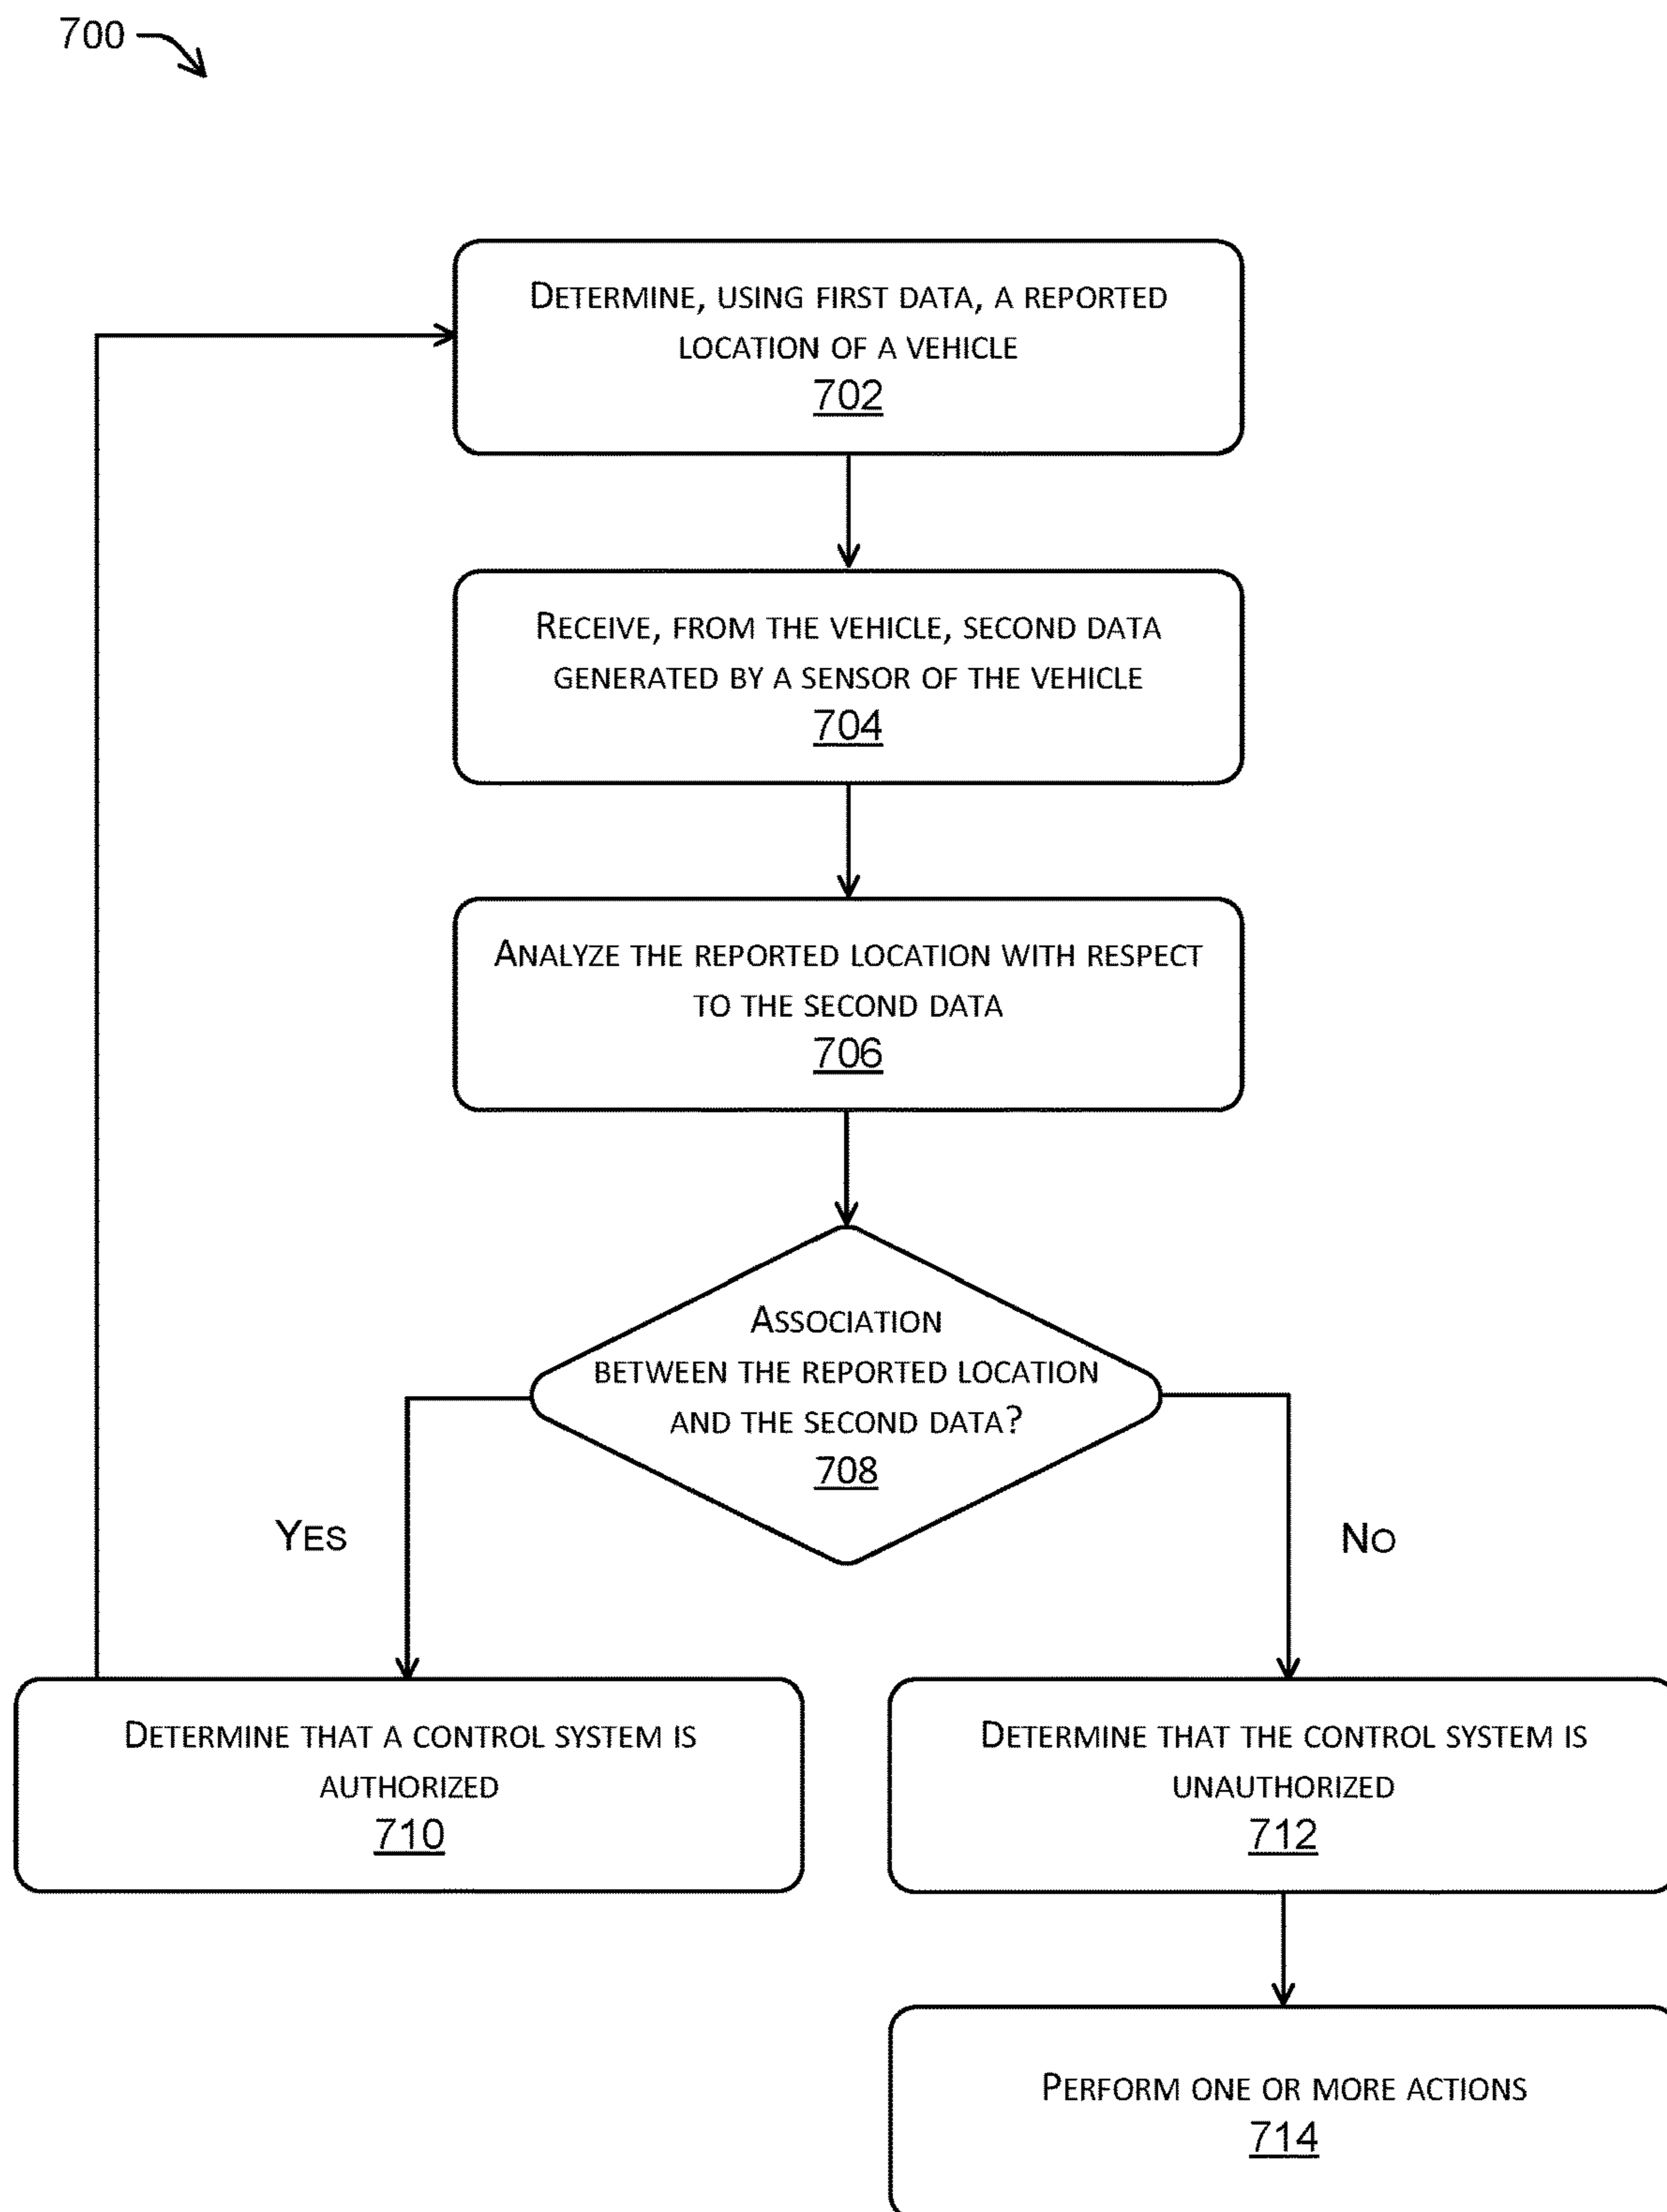 700
Determine, using first data, a reported
location of a vehicle
702
Receive, from the vehicle, second data
generated by a sensor of the vehicle
704
Analyze the reported location with respect
to the second data
706
Association
between the reported location
and the second data?
708
Yes
No
Determine that a control system is
authorized
710
Determine that the control system is
unauthorized
712
Perform one or more actions
714